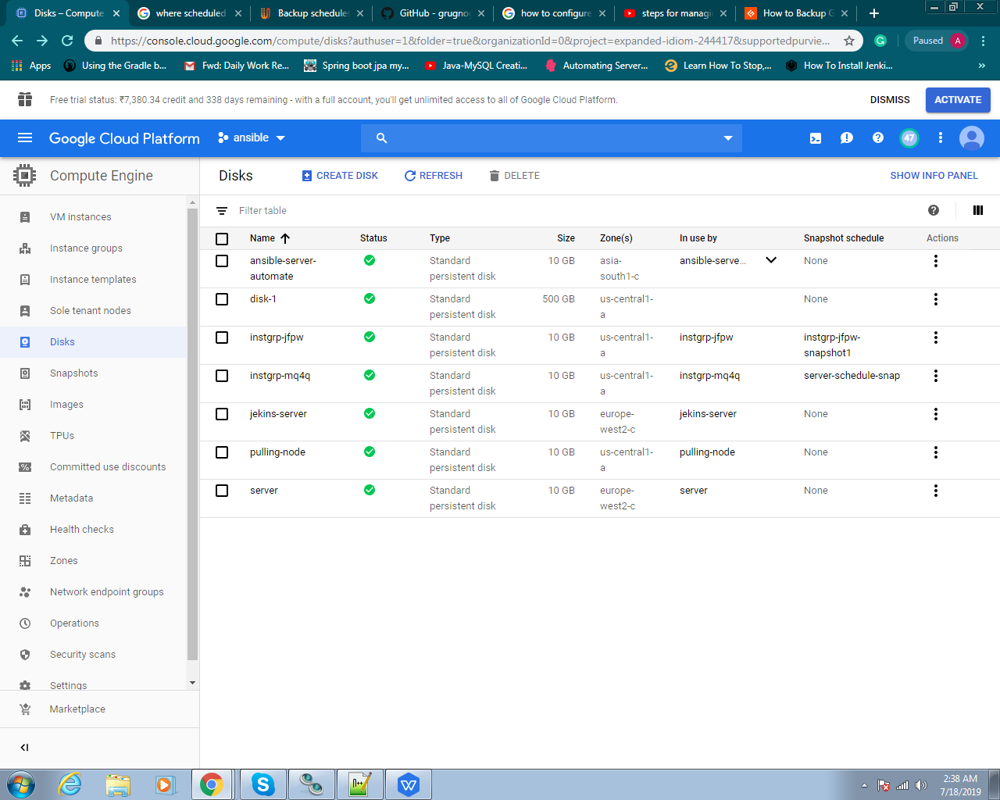 Disks – Compute
where scheduled
Backup schedule
GitHub - grugno
how to configure
steps for managi
How to Backup G
https://console.cloud.google.com/compute/disks?authuser=1&folder=true&organizationId=0&project=expanded-idiom-244417&supportedpurvie...
Paused A
Apps
Using the Gradle b...
Fwd: Daily Work Re...
Spring boot jpa my...
Java-MySQL Creati...
Automating Server...
Learn How To Stop,...
How To Install Jenki...
»
Free trial status: ₹7,380.34 credit and 338 days remaining - with a full account, you'll get unlimited access to all of Google Cloud Platform.
DISMISS
ACTIVATE
Google Cloud Platform
ansible
47
Compute Engine
VM instances
Instance groups
Instance templates
Sole tenant nodes
Disks
Snapshots
Images
TPUs
Committed use discounts
Metadata
Health checks
Zones
Network endpoint groups
Operations
Security scans
Settings
Marketplace
Disks
CREATE DISK
REFRESH
DELETE
SHOW INFO PANEL
Filter table
Name Status Type Size Zone(s) In use by Snapshot schedule Actions
ansible-server- Standard 10 GB asia- ansible-serve... None
automate persistent disk south1-c
disk-1 Standard 500 GB us-central1- None
persistent disk a
instgrp-jfpw Standard 10 GB us-central1- instgrp-jfpw instgrp-jfpw-
persistent disk a snapshot1
instgrp-mq4q Standard 10 GB us-central1- instgrp-mq4q server-schedule-snap
persistent disk a
jekins-server Standard 10 GB europe- jekins-server None
persistent disk west2-c
pulling-node Standard 10 GB us-central1- pulling-node None
persistent disk a
server Standard 10 GB europe- server None
persistent disk west2-c
2:38 AM
7/18/2019